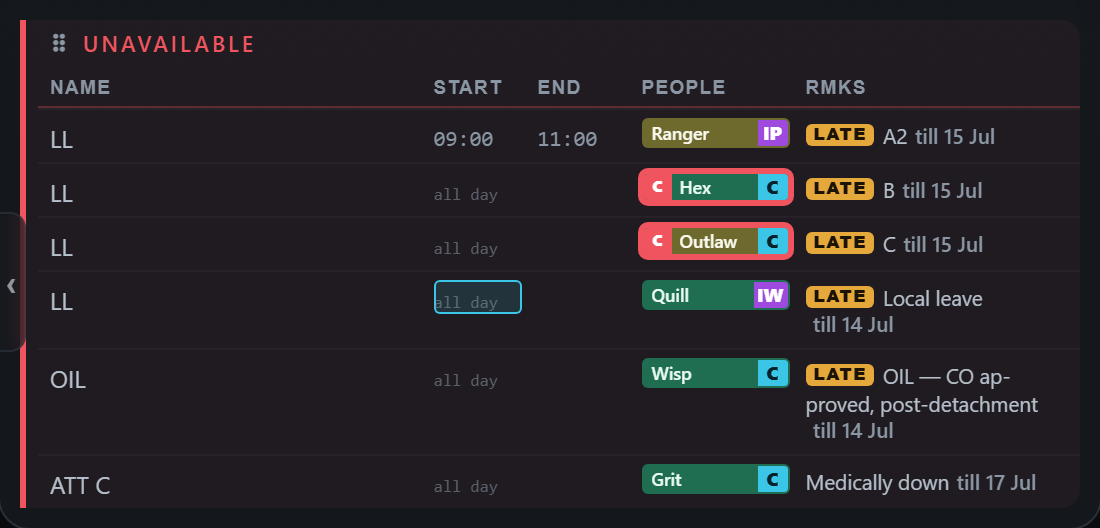 UNAVAILABLE
NAME START END PEOPLE RMKS
LL 09:00 11:00 Ranger IP LATE A2 till 15 Jul
LL all day C Hex C LATE B till 15 Jul
LL all day C Outlaw C LATE C till 15 Jul
LL all day Quill IW LATE Local leave
till 14 Jul
OIL all day Wisp C LATE OIL — CO ap-
proved, post-detachment
till 14 Jul
ATT C all day Grit C Medically down till 17 Jul